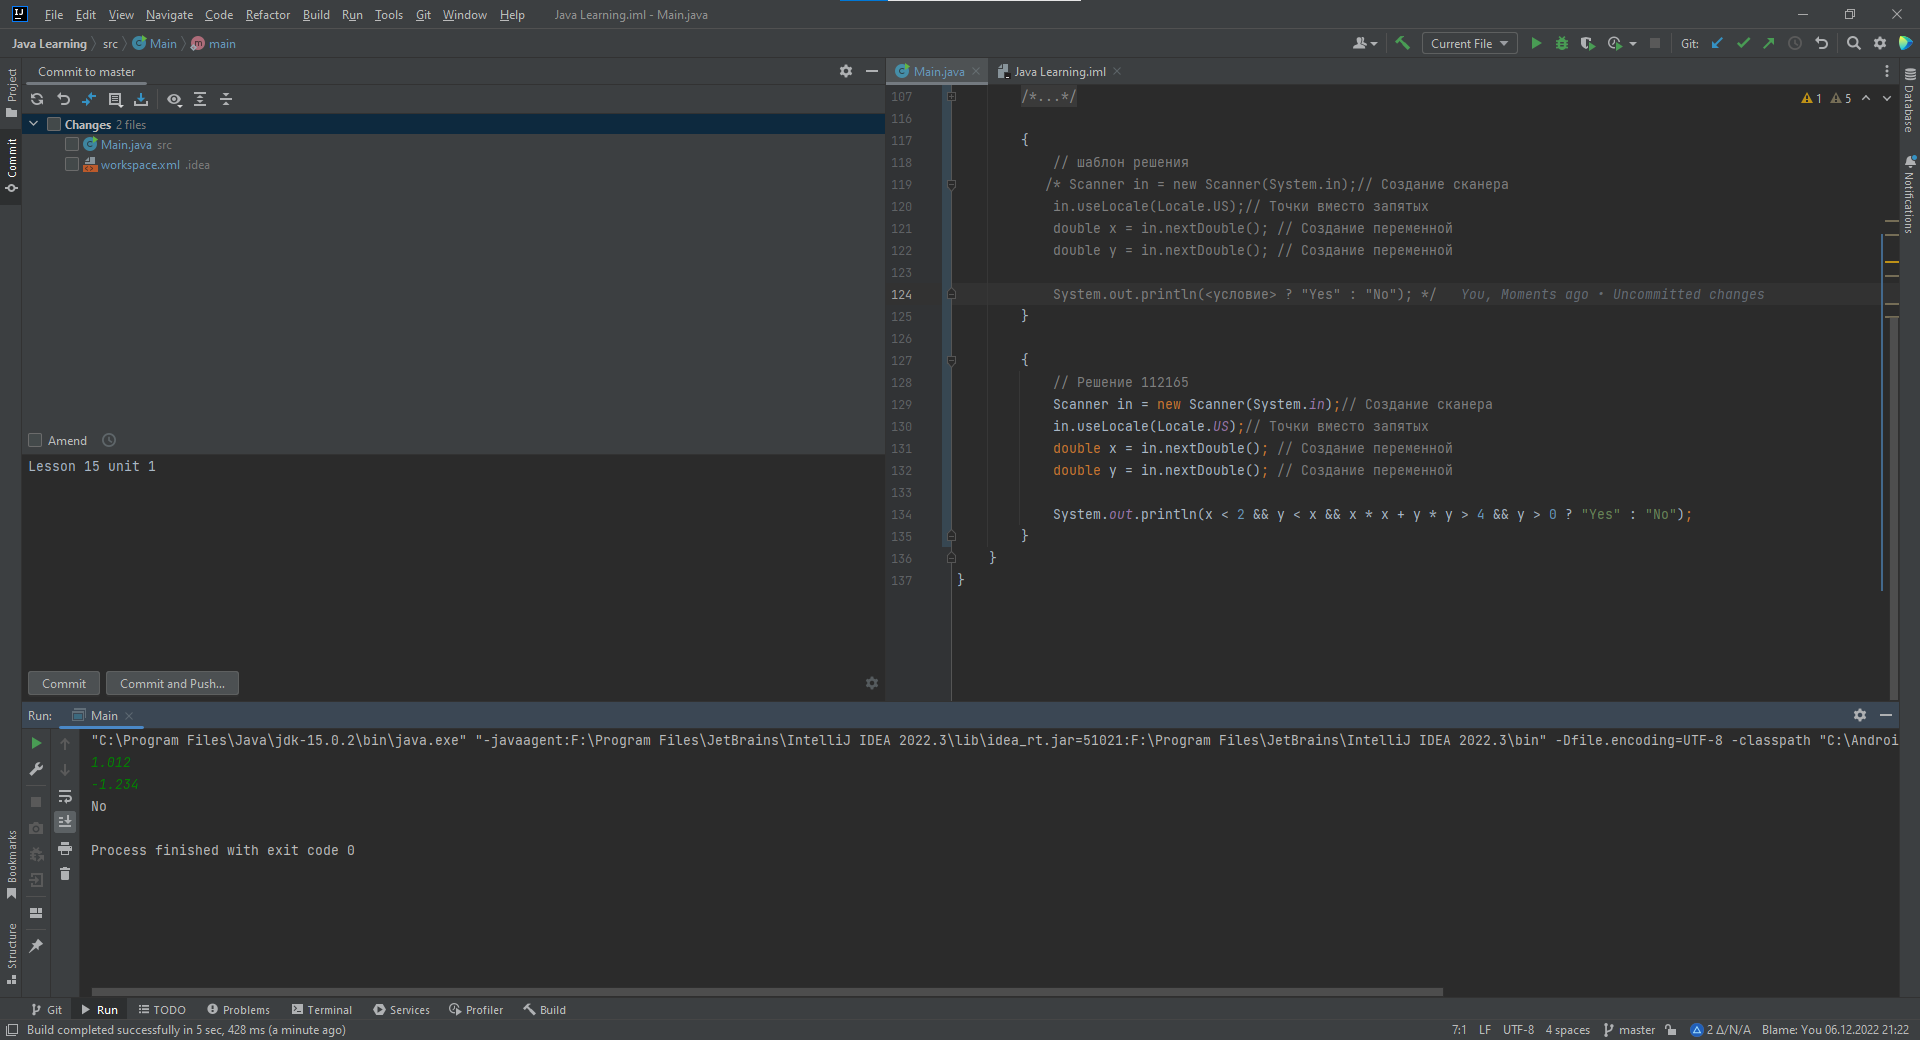 File Edit View Navigate Code Refactor Build Run Tools Git Window Help Java Learning.iml - Main.java
Java Learning src Main main Current File Git:
Project
Commit
Bookmarks
Structure
Commit to master
Changes 2 files
Main.java src
workspace.xml .idea
Amend
Lesson 15 unit 1
Commit Commit and Push...
Main.java Java Learning.iml
1 5
107 /*...*/
116
117 {
118 // шаблон решения
119 /* Scanner in = new Scanner(System.in);// Создание сканера
120 in.useLocale(Locale.US);// Точки вместо запятых
121 double x = in.nextDouble(); // Создание переменной
122 double y = in.nextDouble(); // Создание переменной
123
124 System.out.println(<условие> ? "Yes" : "No"); */ You, Moments ago • Uncommitted changes
125 }
126
127 {
128 // Решение 112165
129 Scanner in = new Scanner(System.in);// Создание сканера
130 in.useLocale(Locale.US);// Точки вместо запятых
131 double x = in.nextDouble(); // Создание переменной
132 double y = in.nextDouble(); // Создание переменной
133
134 System.out.println(x < 2 && y < x && x * x + y * y > 4 && y > 0 ? "Yes" : "No");
135 }
136 }
137 }
Database
Notifications
Run: Main
"C:\Program Files\Java\jdk-15.0.2\bin\java.exe" "-javaagent:F:\Program Files\JetBrains\IntelliJ IDEA 2022.3\lib\idea_rt.jar=51021:F:\Program Files\JetBrains\IntelliJ IDEA 2022.3\bin" -Dfile.encoding=UTF-8 -classpath "C:\Androi
1.012
-1.234
No
Process finished with exit code 0
Git Run TODO Problems Terminal Services Profiler Build
Build completed successfully in 5 sec, 428 ms (a minute ago) 7:1 LF UTF-8 4 spaces master 2 Δ/N/A Blame: You 06.12.2022 21:22